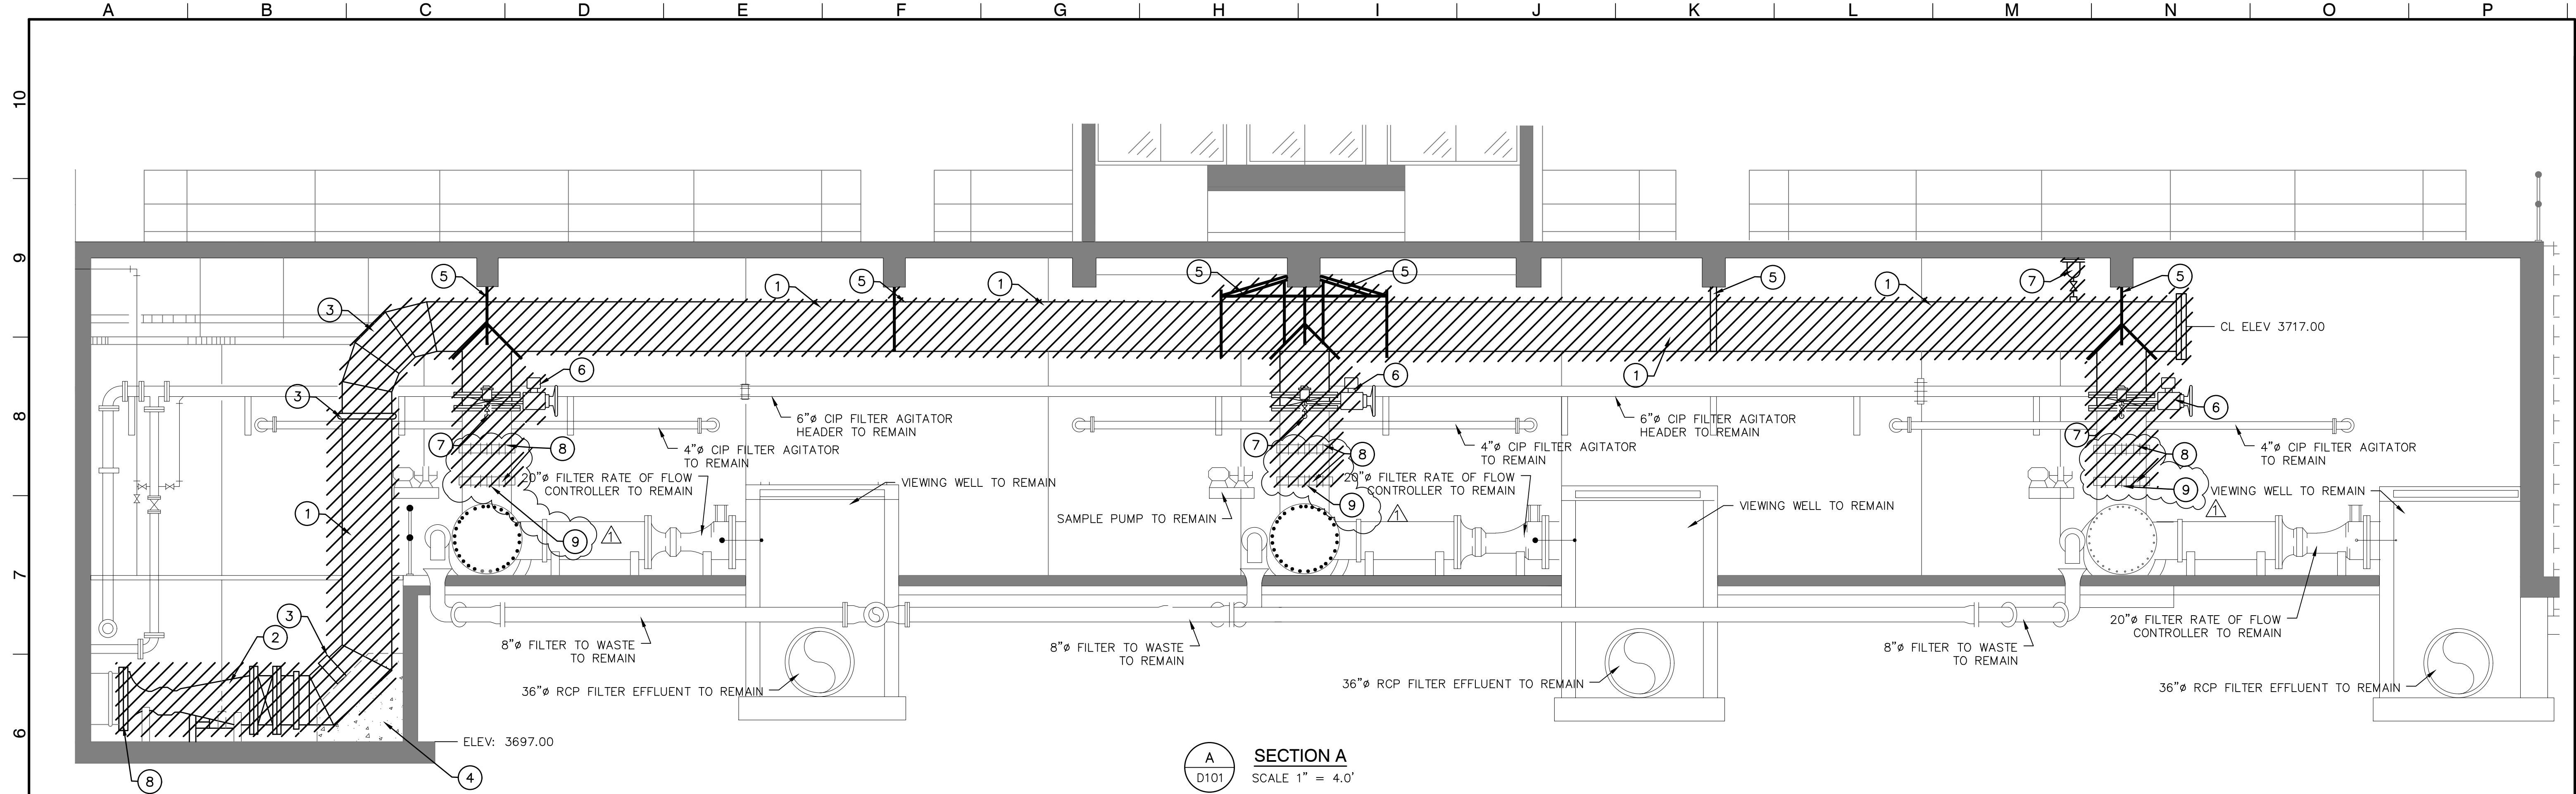 A B C D E F G H I J K L M N O P
10
9
8
7
6
5
5
1
5
1
5
5
5
1
7
5
3
CL ELEV 3717.00
3
6
6
1
6
6"ø CIP FILTER AGITATOR
HEADER TO REMAIN
6"ø CIP FILTER AGITATOR
HEADER TO REMAIN
7
8
4"ø CIP FILTER AGITATOR
TO REMAIN
7
8
4"ø CIP FILTER AGITATOR
TO REMAIN
7
8
4"ø CIP FILTER AGITATOR
TO REMAIN
20"ø FILTER RATE OF FLOW
CONTROLLER TO REMAIN
VIEWING WELL TO REMAIN
20"ø FILTER RATE OF FLOW
CONTROLLER TO REMAIN
9
9
VIEWING WELL TO REMAIN
1
SAMPLE PUMP TO REMAIN
1
VIEWING WELL TO REMAIN
1
9
1
3
2
8"ø FILTER TO WASTE
TO REMAIN
8"ø FILTER TO WASTE
TO REMAIN
8"ø FILTER TO WASTE
TO REMAIN
20"ø FILTER RATE OF FLOW
CONTROLLER TO REMAIN
36"ø RCP FILTER EFFLUENT TO REMAIN
36"ø RCP FILTER EFFLUENT TO REMAIN
36"ø RCP FILTER EFFLUENT TO REMAIN
ELEV: 3697.00
8
4
A
D101
SECTION A
SCALE 1" = 4.0'